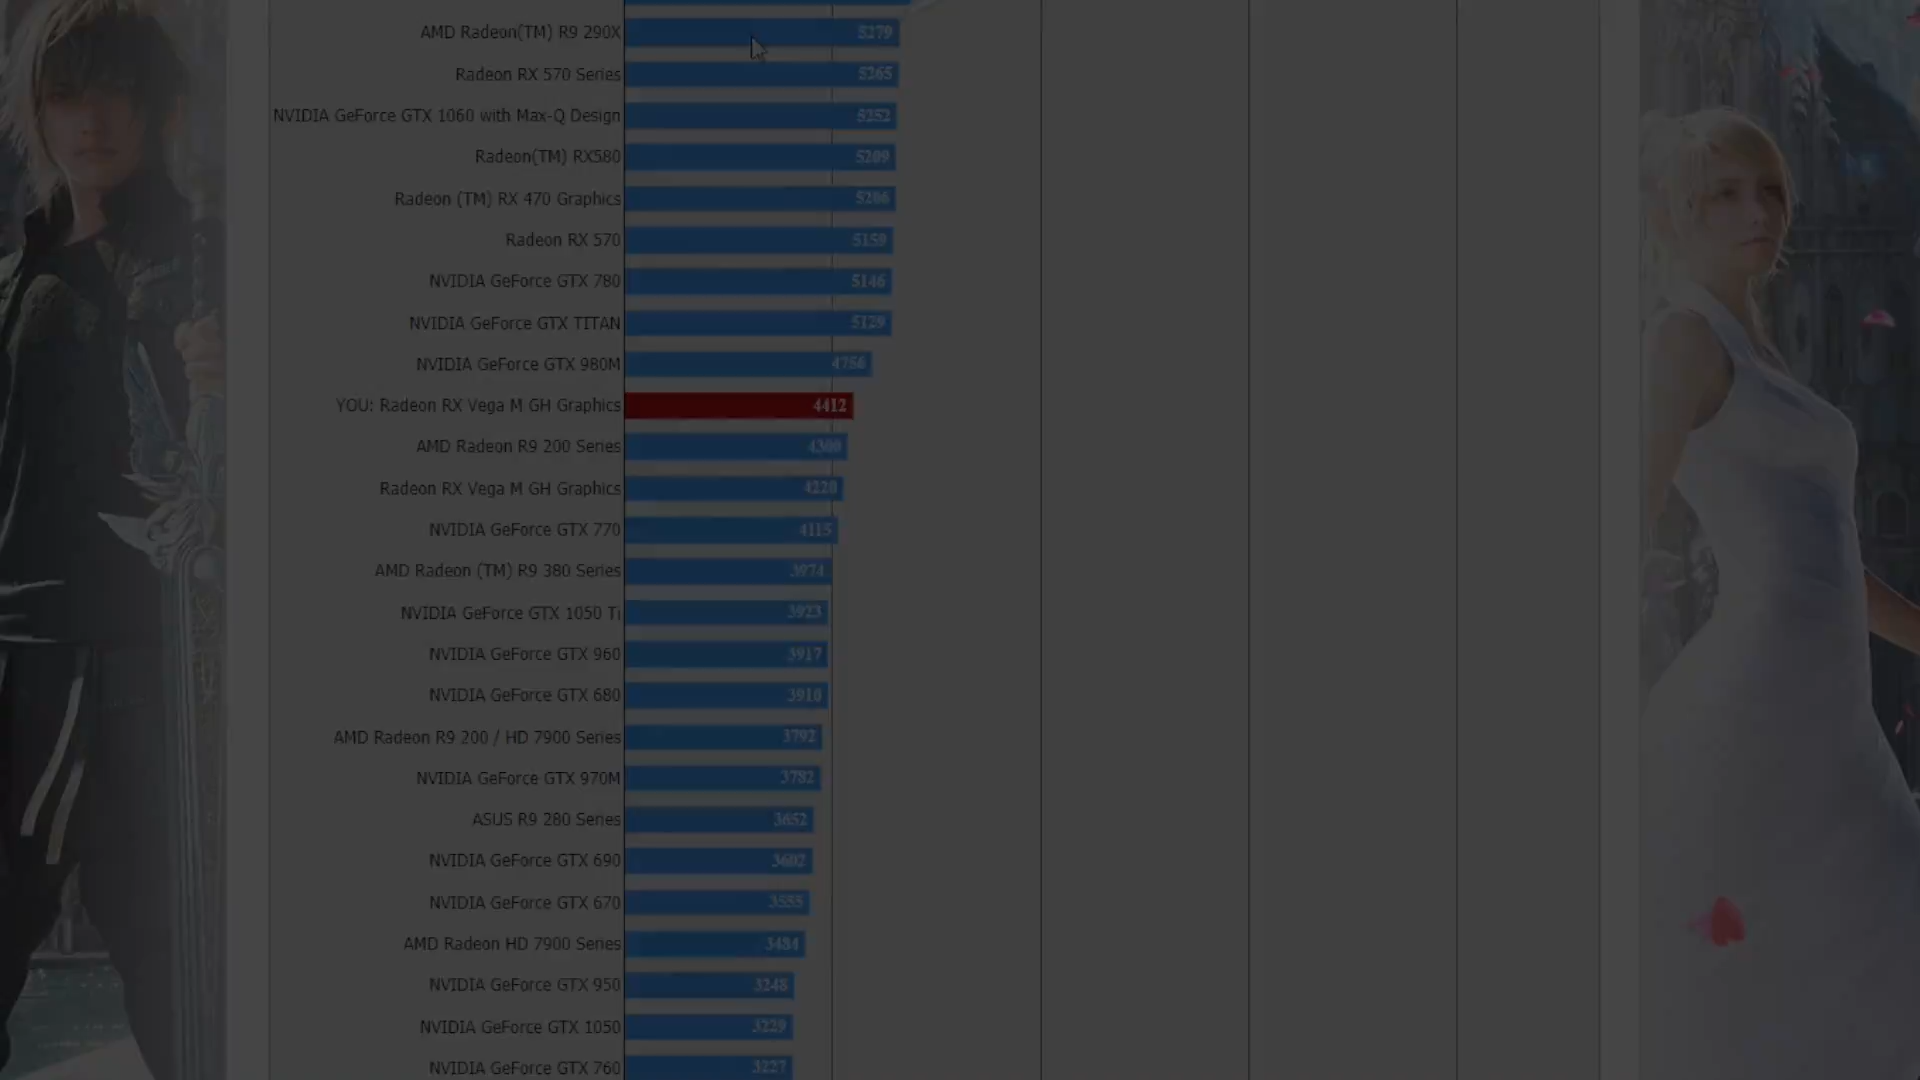 AMD Radeon(TM) R9 290X 5279
Radeon RX 570 Series 5265
NVIDIA GeForce GTX 1060 with Max-Q Design 5252
Radeon(TM) RX580 5209
Radeon (TM) RX 470 Graphics 5206
Radeon RX 570 5159
NVIDIA GeForce GTX 780 5146
NVIDIA GeForce GTX TITAN 5129
NVIDIA GeForce GTX 980M 4756
YOU: Radeon RX Vega M GH Graphics 4412
AMD Radeon R9 200 Series 4300
Radeon RX Vega M GH Graphics 4220
NVIDIA GeForce GTX 770 4115
AMD Radeon (TM) R9 380 Series 3974
NVIDIA GeForce GTX 1050 Ti 3923
NVIDIA GeForce GTX 960 3917
NVIDIA GeForce GTX 680 3910
AMD Radeon R9 200 / HD 7900 Series 3792
NVIDIA GeForce GTX 970M 3782
ASUS R9 280 Series 3652
NVIDIA GeForce GTX 690 3602
NVIDIA GeForce GTX 670 3555
AMD Radeon HD 7900 Series 3484
NVIDIA GeForce GTX 950 3248
NVIDIA GeForce GTX 1050 3229
NVIDIA GeForce GTX 760 3227